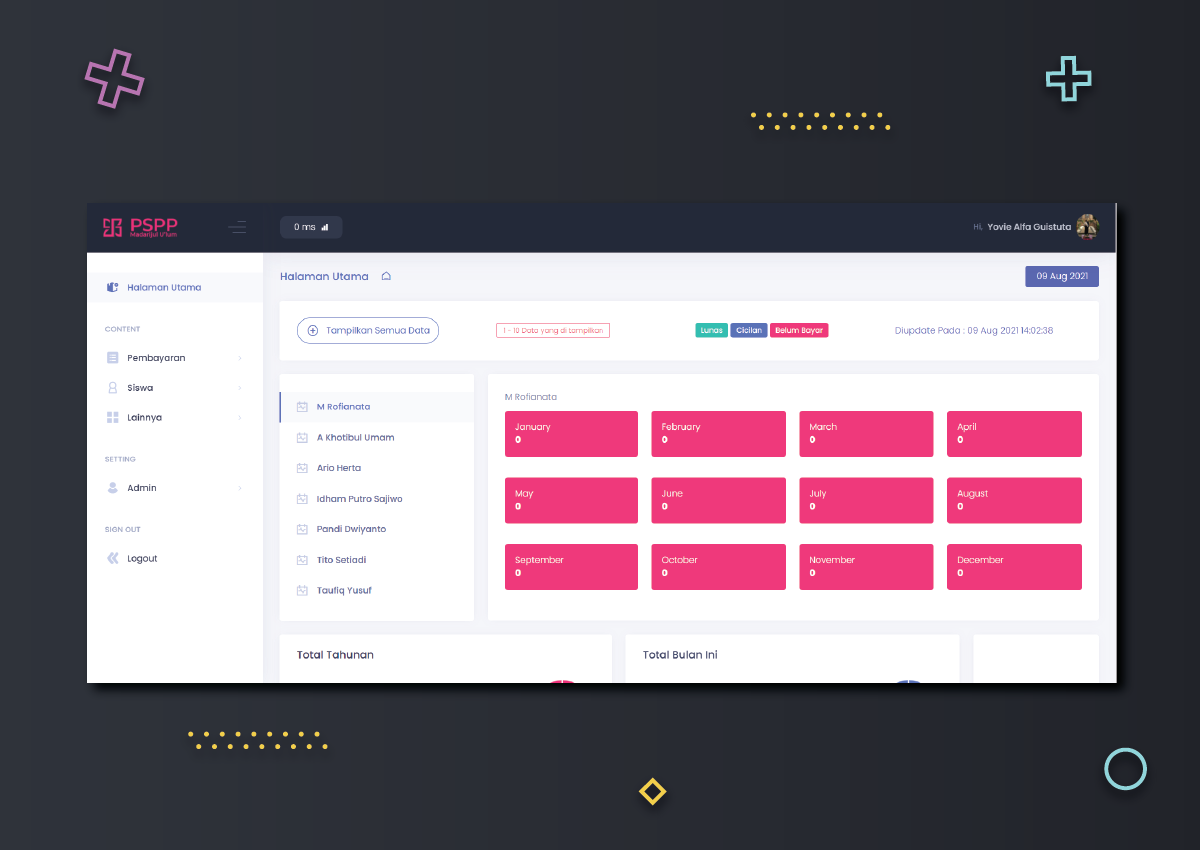 PSPP
Madarijul U'lum
0 ms
Hi, Yovie Alfa Guistuta
Halaman Utama
CONTENT
Pembayaran
Siswa
Lainnya
SETTING
Admin
SIGN OUT
Logout
Halaman Utama
09 Aug 2021
Tampilkan Semua Data
1 - 10 Data yang di tampilkan
Lunas
Cicilan
Belum Bayar
Diupdate Pada : 09 Aug 2021 14:02:38
M Rofianata
A Khotibul Umam
Ario Herta
Idham Putro Sajiwo
Pandi Dwiyanto
Tito Setiadi
Taufiq Yusuf
M Rofianata
January
0
February
0
March
0
April
0
May
0
June
0
July
0
August
0
September
0
October
0
November
0
December
0
Total Tahunan
Total Bulan Ini